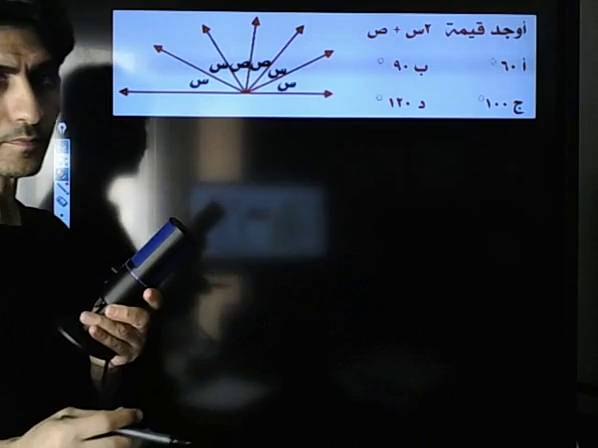 أوجد قيمة ٢س + ص
أ ٦٠° ب ٩٠°
ج ١٠٠° د ١٢٠°
س س ص ص س س